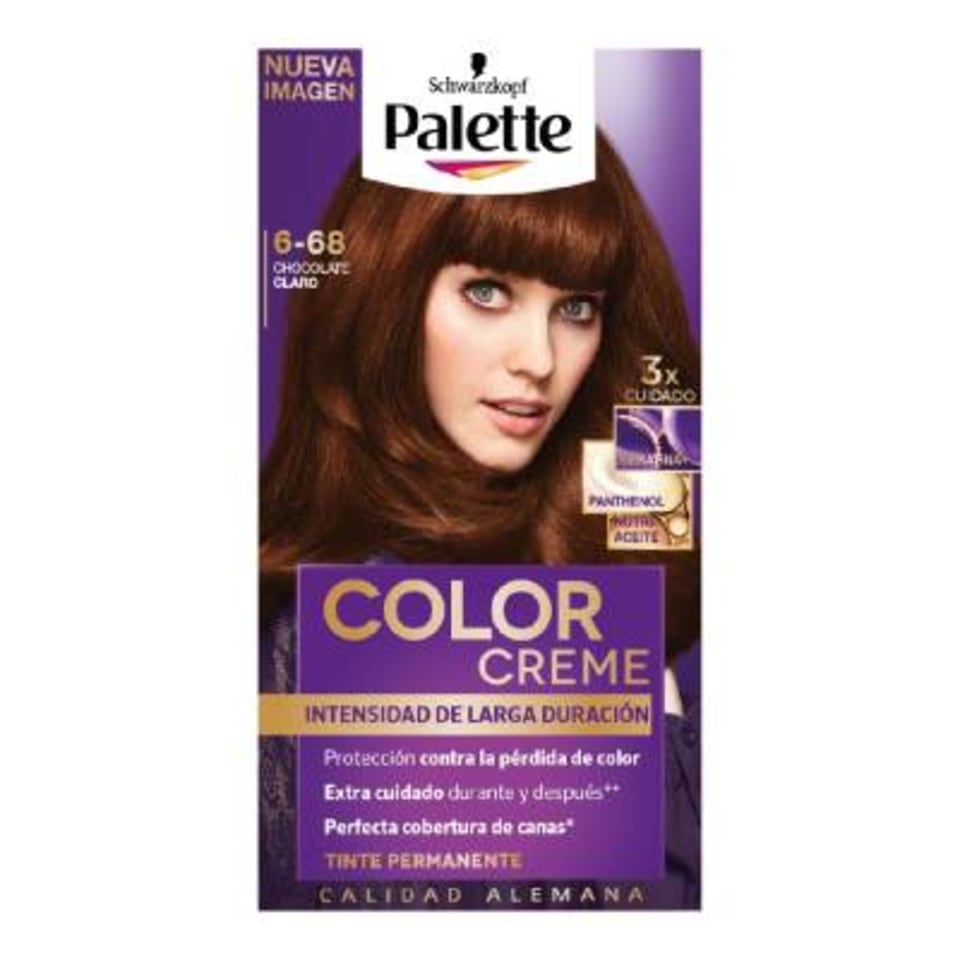 NUEVA
IMAGEN
Schwarzkopf
Palette
6-68
CHOCOLATE
CLARO
3x
CUIDADO
PANTHENOL
NUTRI-
ACEITE
COLOR
CREME
INTENSIDAD DE LARGA DURACIÓN
Protección contra la pérdida de color
Extra cuidado durante y después**
Perfecta cobertura de canas*
TINTE PERMANENTE
CALIDAD ALEMANA